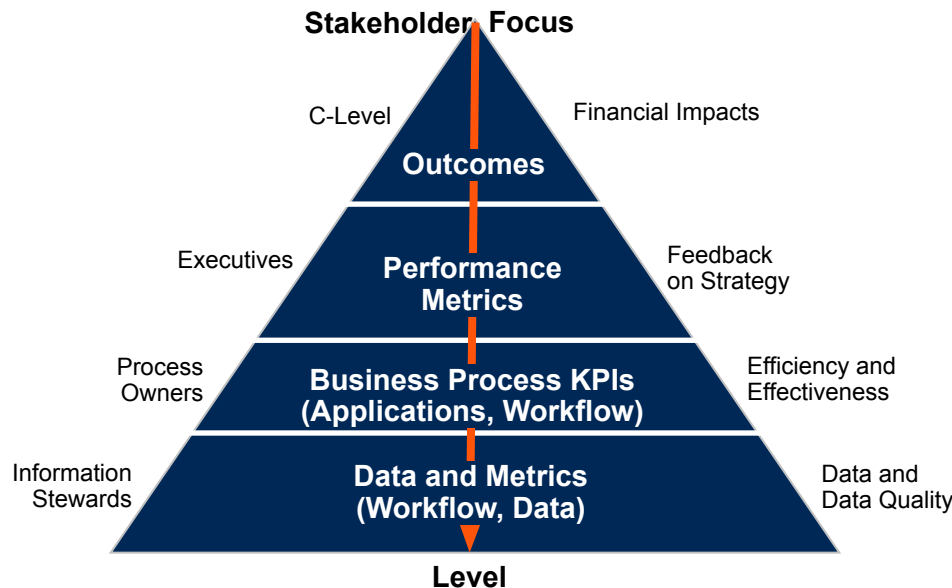 Stakeholder Focus
C-Level
Financial Impacts
Outcomes
Executives
Performance
Metrics
Feedback
on Strategy
Process
Owners
Business Process KPIs
(Applications, Workflow)
Efficiency and
Effectiveness
Information
Stewards
Data and Metrics
(Workflow, Data)
Data and
Data Quality
Level